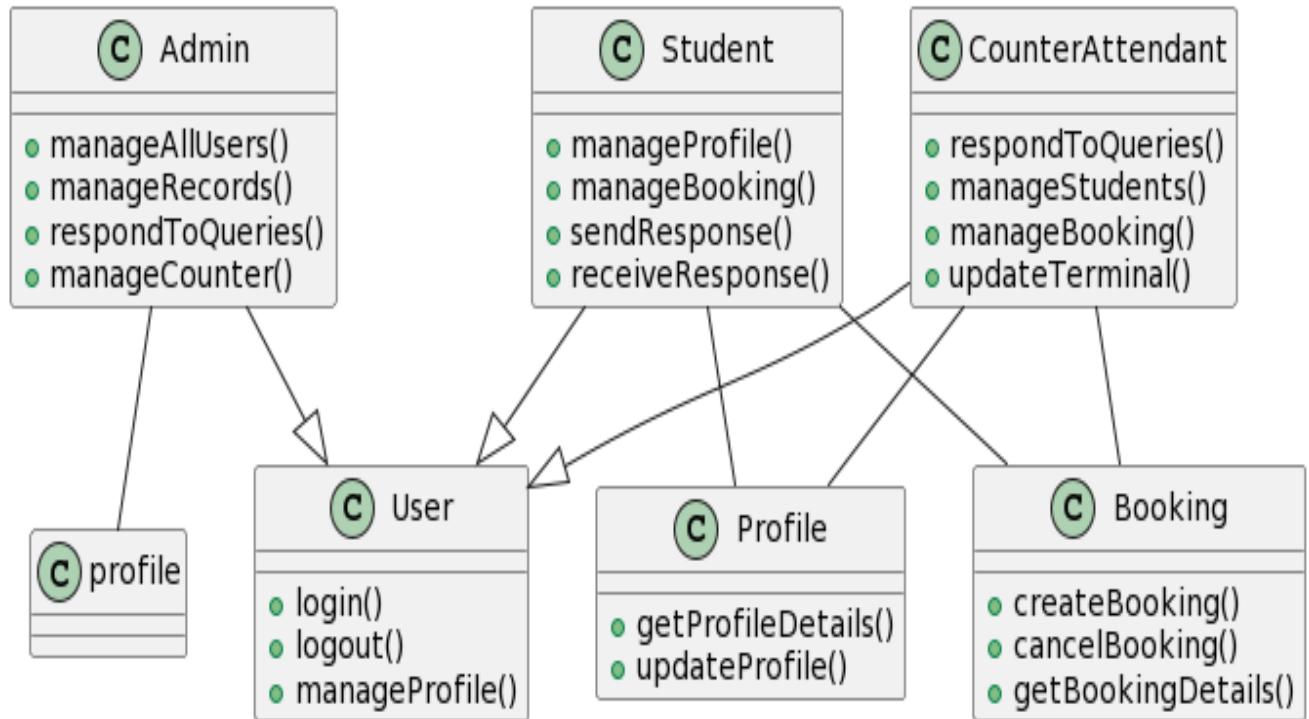 C Admin
manageAllUsers()
manageRecords()
respondToQueries()
manageCounter()
C Student
manageProfile()
manageBooking()
sendResponse()
receiveResponse()
C CounterAttendant
respondToQueries()
manageStudents()
manageBooking()
updateTerminal()
C profile
C User
login()
logout()
manageProfile()
C Profile
getProfileDetails()
updateProfile()
C Booking
createBooking()
cancelBooking()
getBookingDetails()